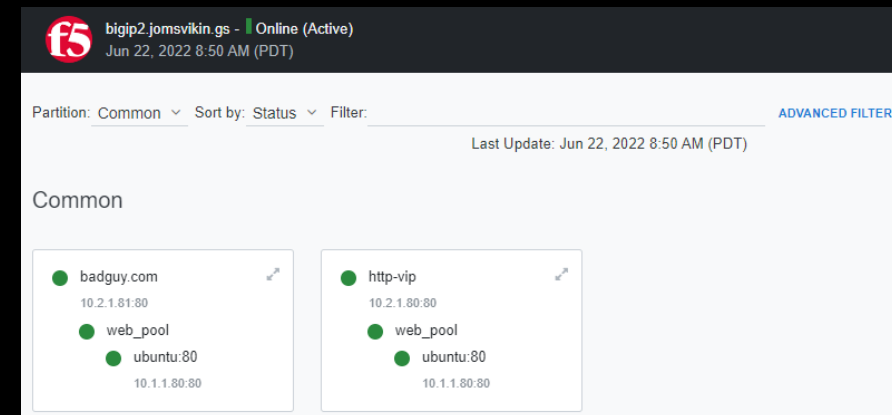 f5
bigip2.jomsvikin.gs - Online (Active)
Jun 22, 2022 8:50 AM (PDT)
Partition: Common Sort by: Status Filter: ADVANCED FILTER
Last Update: Jun 22, 2022 8:50 AM (PDT)
Common
badguy.com
10.2.1.81:80
web_pool
ubuntu:80
10.1.1.80:80
http-vip
10.2.1.80:80
web_pool
ubuntu:80
10.1.1.80:80